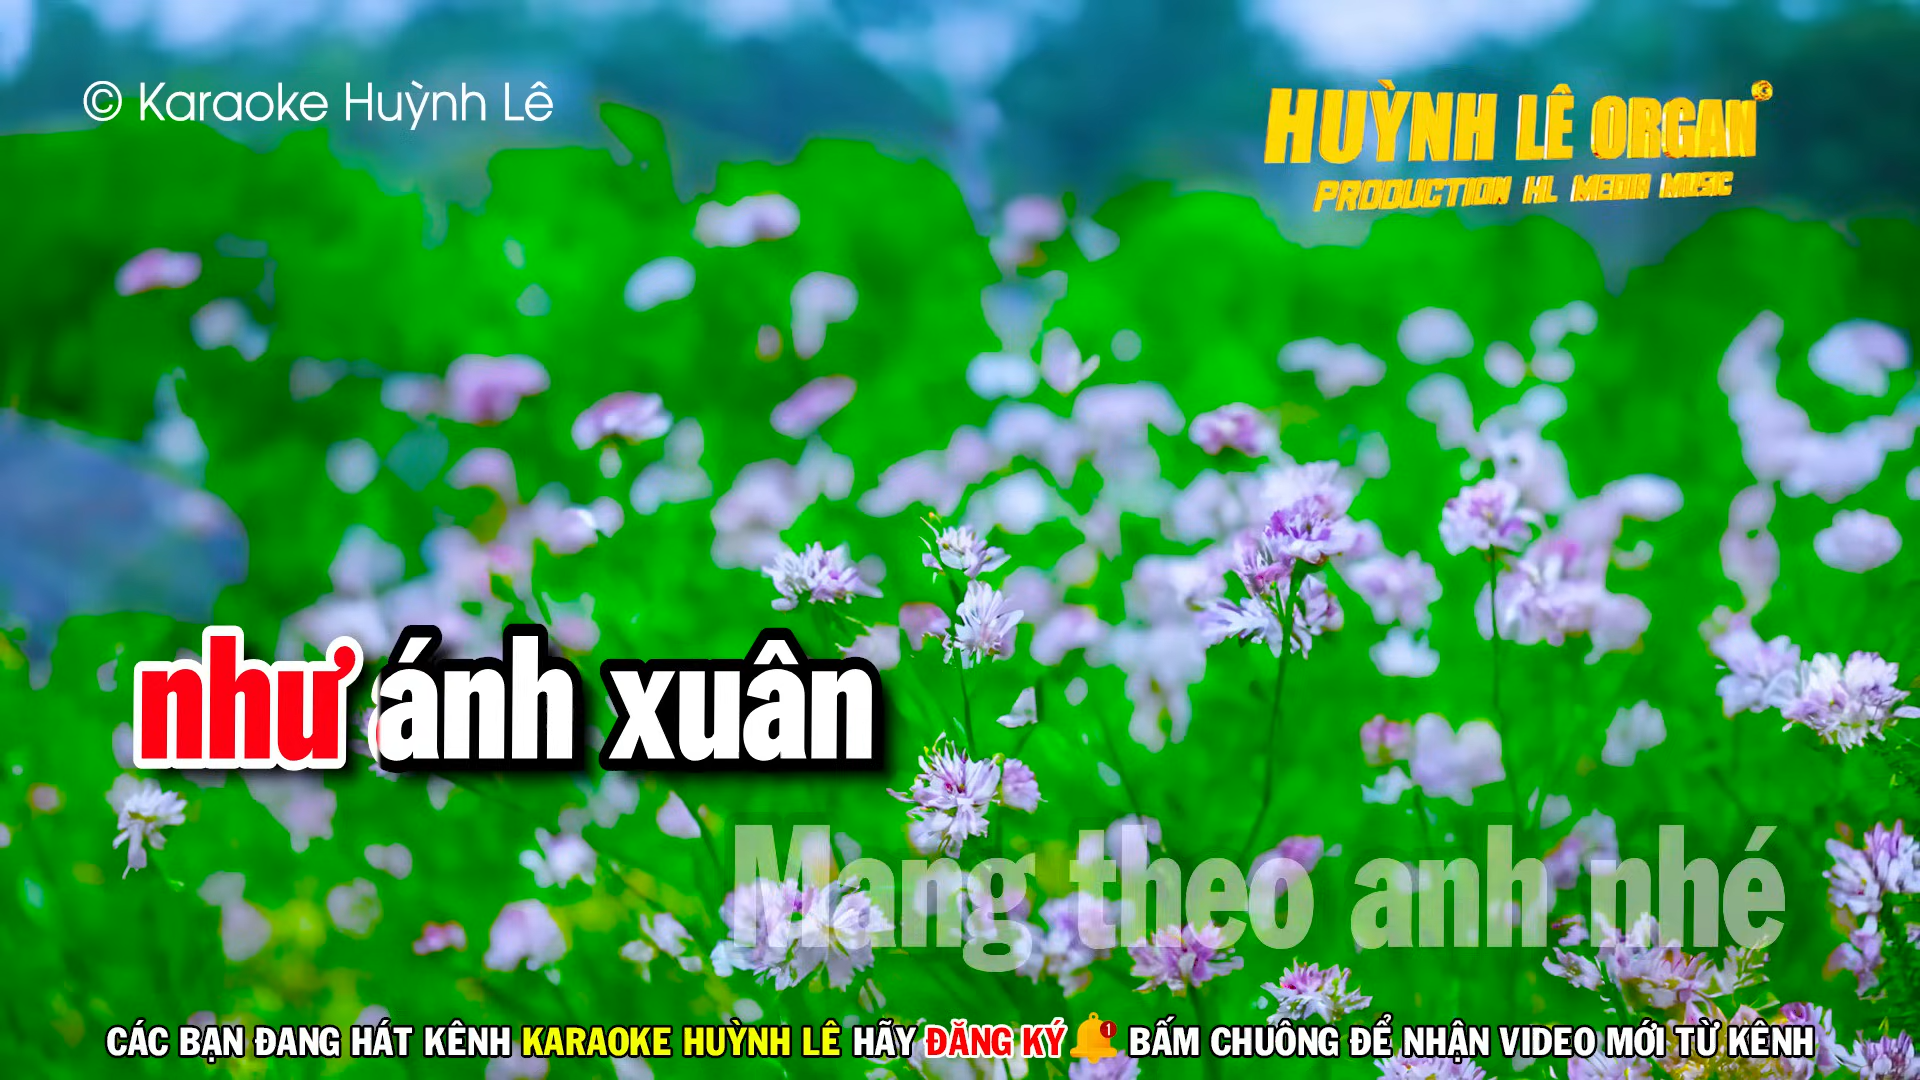 © Karaoke Huỳnh Lê
HUỲNH LÊ ORGAN
PRODUCTION HL MEDIA MUSIC
như ánh xuân
Mang theo anh nhé
CÁC BẠN ĐANG HÁT KÊNH KARAOKE HUỲNH LÊ HÃY ĐĂNG KÝ 1 BẤM CHUÔNG ĐỂ NHẬN VIDEO MỚI TỪ KÊNH